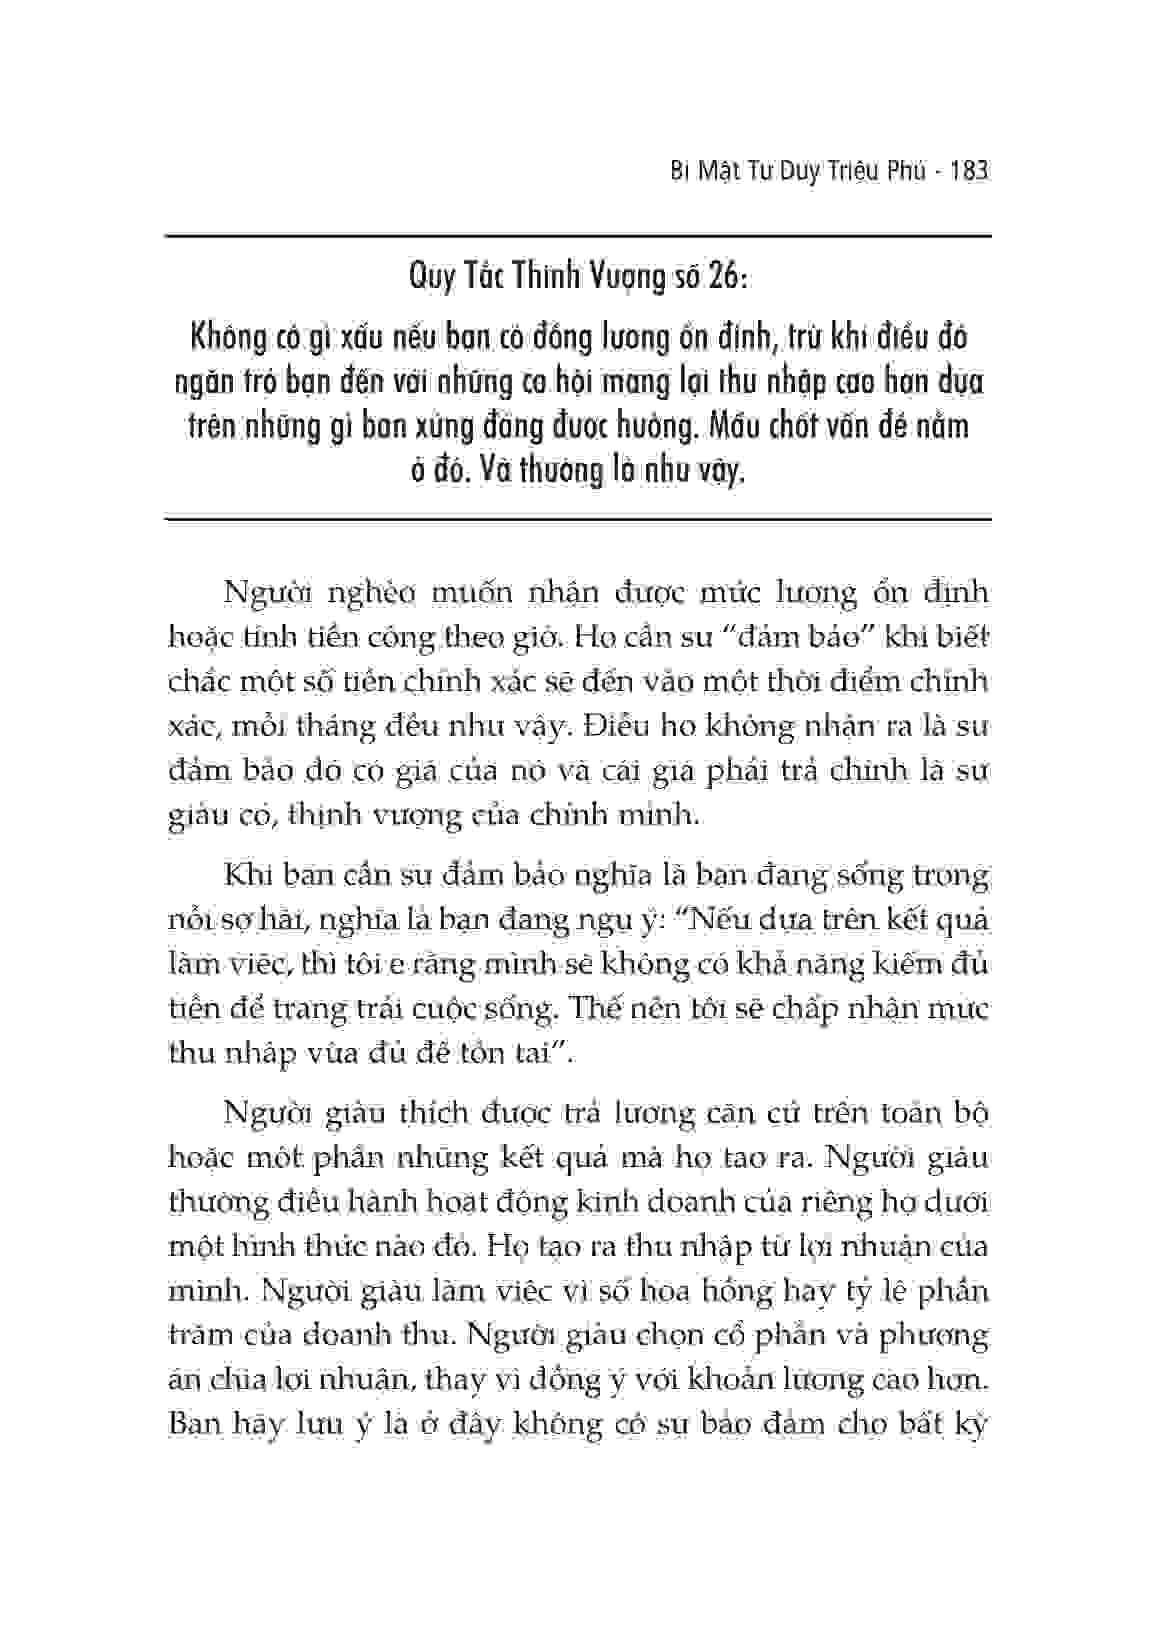 Bí Mật Tư Duy Triệu Phú - 183
Quy Tắc Thịnh Vượng số 26:
Không có gì xấu nếu bạn có đồng lương ổn định, trừ khi điều đó
ngăn trở bạn đến với những cơ hội mang lại thu nhập cao hơn dựa
trên những gì bạn xứng đáng được hưởng. Mấu chốt vấn đề nằm
ở đó. Và thường là như vậy.
Người nghèo muốn nhận được mức lương ổn định
hoặc tính tiền công theo giờ. Họ cần sự “đảm bảo” khi biết
chắc một số tiền chính xác sẽ đến vào một thời điểm chính
xác, mỗi tháng đều như vậy. Điều họ không nhận ra là sự
đảm bảo đó có giá của nó và cái giá phải trả chính là sự
giàu có, thịnh vượng của chính mình.
Khi bạn cần sự đảm bảo nghĩa là bạn đang sống trong
nỗi sợ hãi, nghĩa là bạn đang ngụ ý: “Nếu dựa trên kết quả
làm việc, thì tôi e rằng mình sẽ không có khả năng kiếm đủ
tiền để trang trải cuộc sống. Thế nên tôi sẽ chấp nhận mức
thu nhập vừa đủ để tồn tại”.
Người giàu thích được trả lương căn cứ trên toàn bộ
hoặc một phần những kết quả mà họ tạo ra. Người giàu
thường điều hành hoạt động kinh doanh của riêng họ dưới
một hình thức nào đó. Họ tạo ra thu nhập từ lợi nhuận của
mình. Người giàu làm việc vì số hoa hồng hay tỷ lệ phần
trăm của doanh thu. Người giàu chọn cổ phần và phương
án chia lợi nhuận, thay vì đồng ý với khoản lương cao hơn.
Bạn hãy lưu ý là ở đây không có sự bảo đảm cho bất kỳ